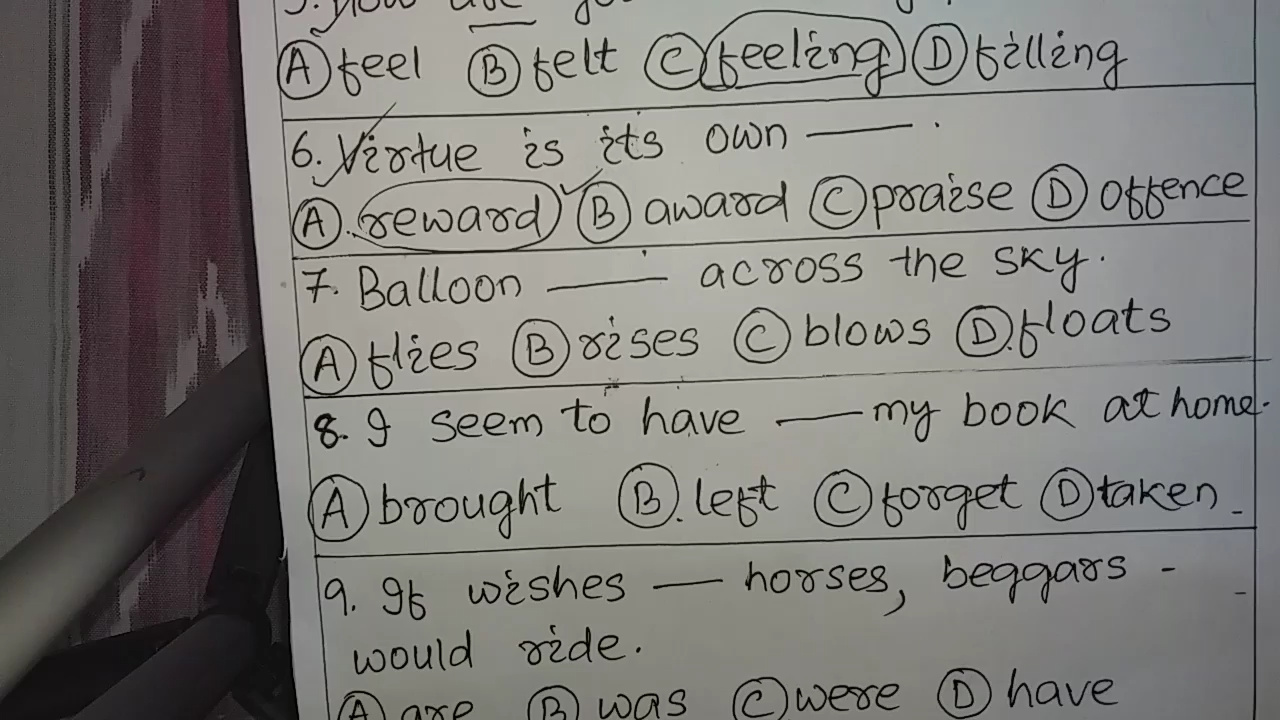 (A) feel (B) felt (C) feeling (D) filling
6. Virtue is its own —.
(A). reward (B) award (C) praise (D) offence
7. Balloon — across the sky.
(A) flies (B) rises (C) blows (D). floats
8. I seem to have — my book at home.
(A) brought (B). left (C) forget (D) taken
9. If wishes — horses, beggars -
would ride.
(A) are (B) was (C) were (D) have